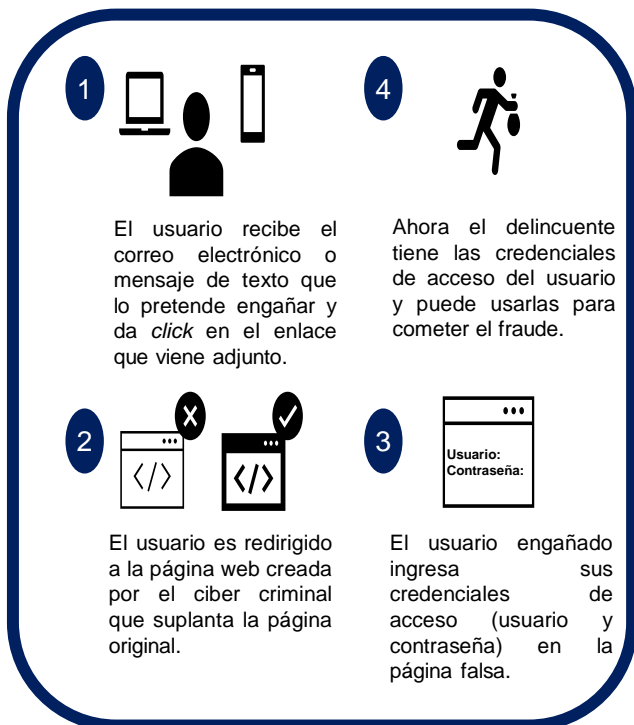 1
El usuario recibe el
correo electrónico o
mensaje de texto que
lo pretende engañar y
da click en el enlace
que viene adjunto.
2
</>
</>
El usuario es redirigido
a la página web creada
por el ciber criminal
que suplanta la página
original.
3
Usuario:
Contraseña:
El usuario engañado
ingresa sus
credenciales de
acceso (usuario y
contraseña) en la
página falsa.
4
Ahora el delincuente
tiene las credenciales
de acceso del usuario
y puede usarlas para
cometer el fraude.